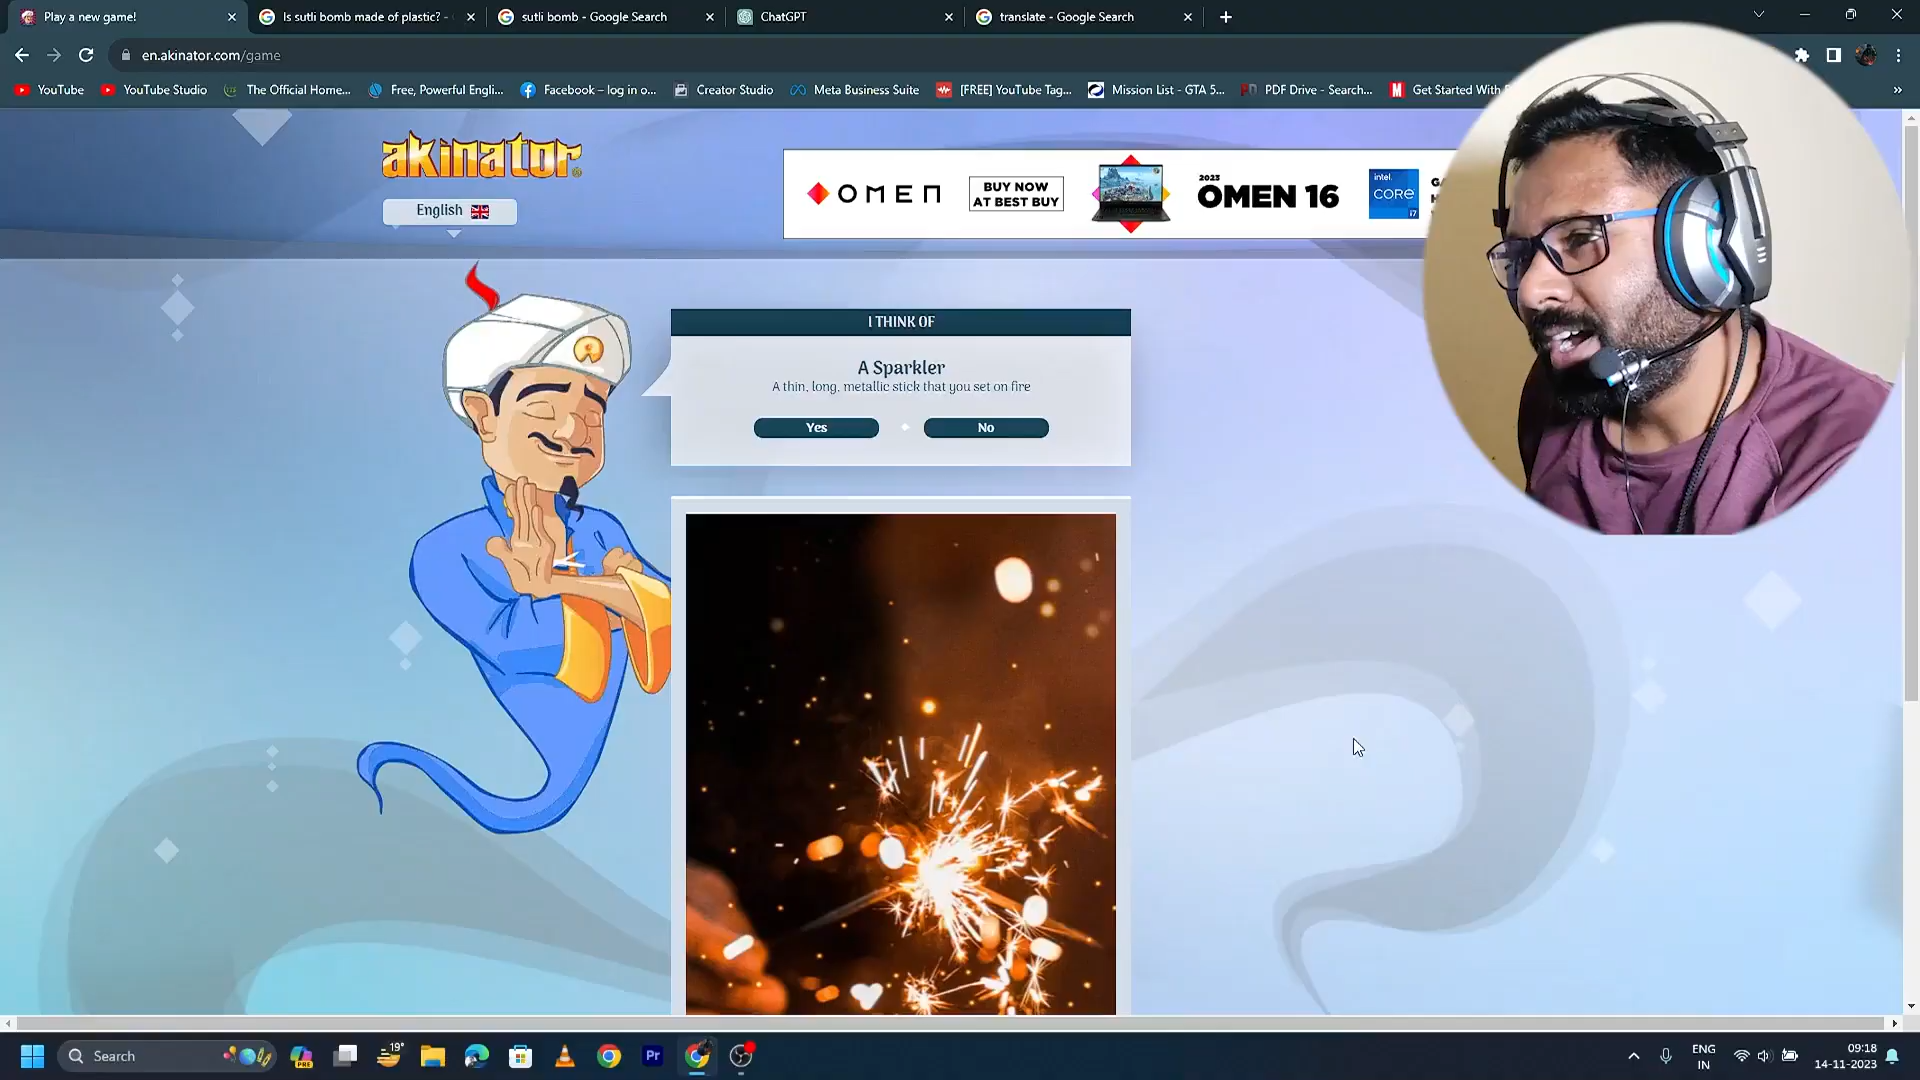 Play a new game!
Is sutli bomb made of plastic? -
sutli bomb - Google Search
ChatGPT
translate - Google Search
en.akinator.com/game
YouTube
YouTube Studio
The Official Home...
Free, Powerful Engli...
Facebook – log in o...
Creator Studio
Meta Business Suite
[FREE] YouTube Tag...
Mission List - GTA 5...
PDF Drive - Search...
Get Started With
»
akinator
English
OMEN
BUY NOW
AT BEST BUY
2023
OMEN 16
intel.
CORE
i7
I THINK OF
A Sparkler
A thin, long, metallic stick that you set on fire
Yes
No
Search
PRE
19°
Pr
ENG
IN
09:18
14-11-2023